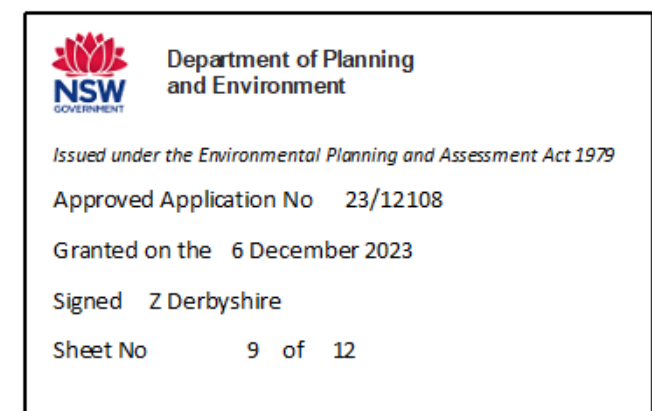 Department of Planning
and Environment
NSW
GOVERNMENT
Issued under the Environmental Planning and Assessment Act 1979
Approved Application No 23/12108
Granted on the 6 December 2023
Signed Z Derbyshire
Sheet No 9 of 12